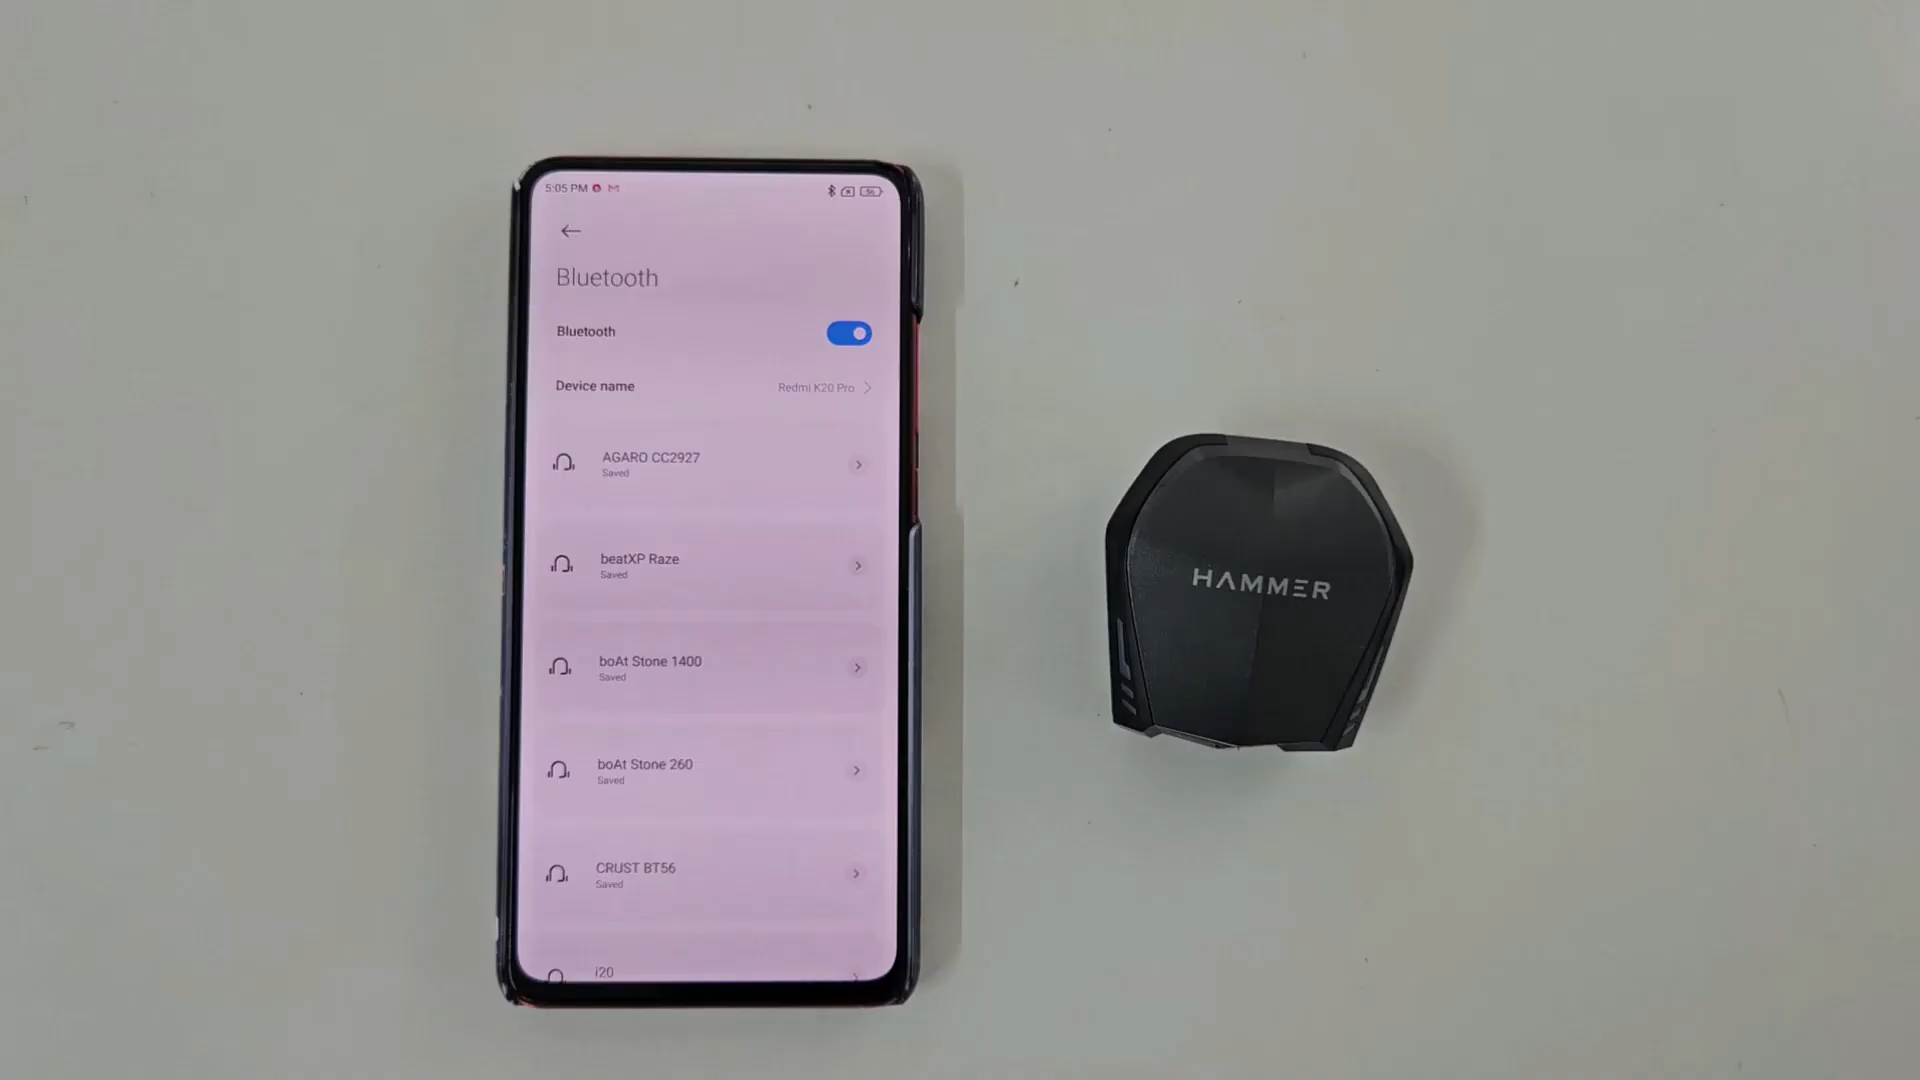 5:05 PM
56
Bluetooth
Bluetooth
Device name
Redmi K20 Pro
AGARO CC2927
Saved
beatXP Raze
Saved
boAt Stone 1400
Saved
boAt Stone 260
Saved
CRUST BT56
Saved
i20
HAMMER